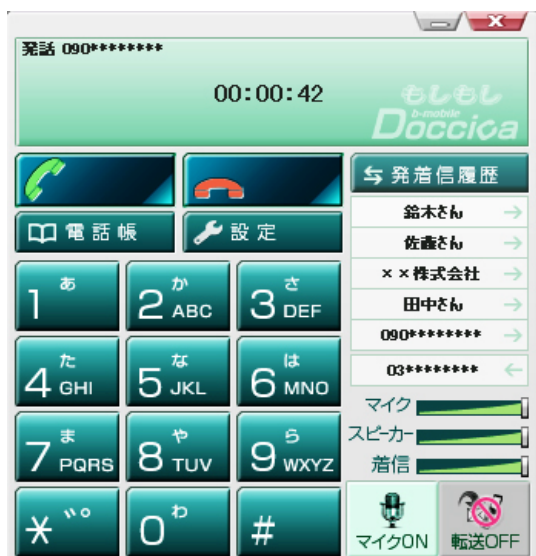 発話 090********
00:00:42
もしもし
b-mobile
Doccica
発着信履歴
電話帳
設定
鈴木さん →
佐藤さん →
××株式会社 →
田中さん →
090******** →
03******** ←
1 あ
2 か ABC
3 さ DEF
4 た GHI
5 な JKL
6 は MNO
7 ま PQRS
8 や TUV
9 ら WXYZ
* ゛゜
0 わ
#
マイク
スピーカー
着信
マイクON
転送OFF